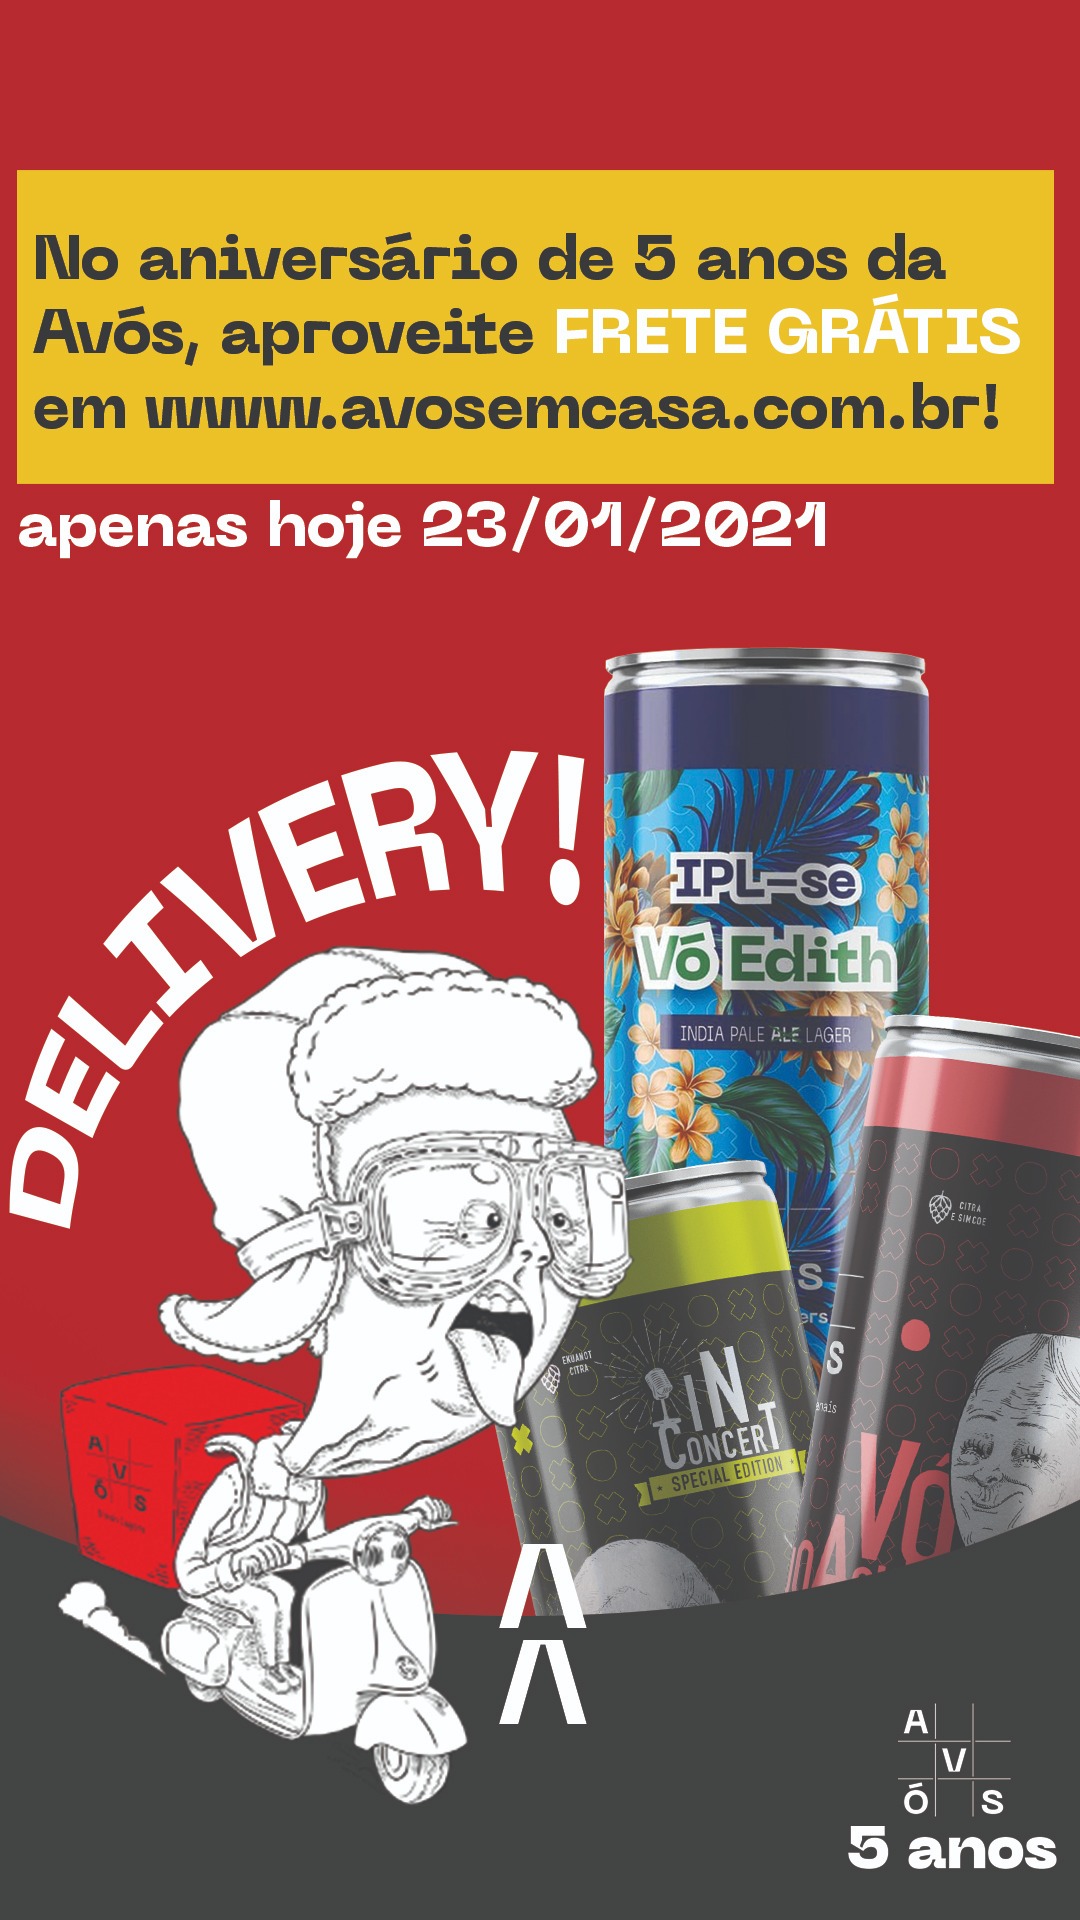 No aniversário de 5 anos da
Avós, aproveite FRETE GRÁTIS
em www.avosemcasa.com.br!
apenas hoje 23/01/2021
DELIVERY!
IPL-se
Vó Edith
INDIA PALE ALE LAGER
CITRA
E SIMCOE
S
S
EKUANOT
CITRA
IN
CONCERT
SPECIAL EDITION
Vó
A
V
Ó S
A
V
Ó S
5 anos